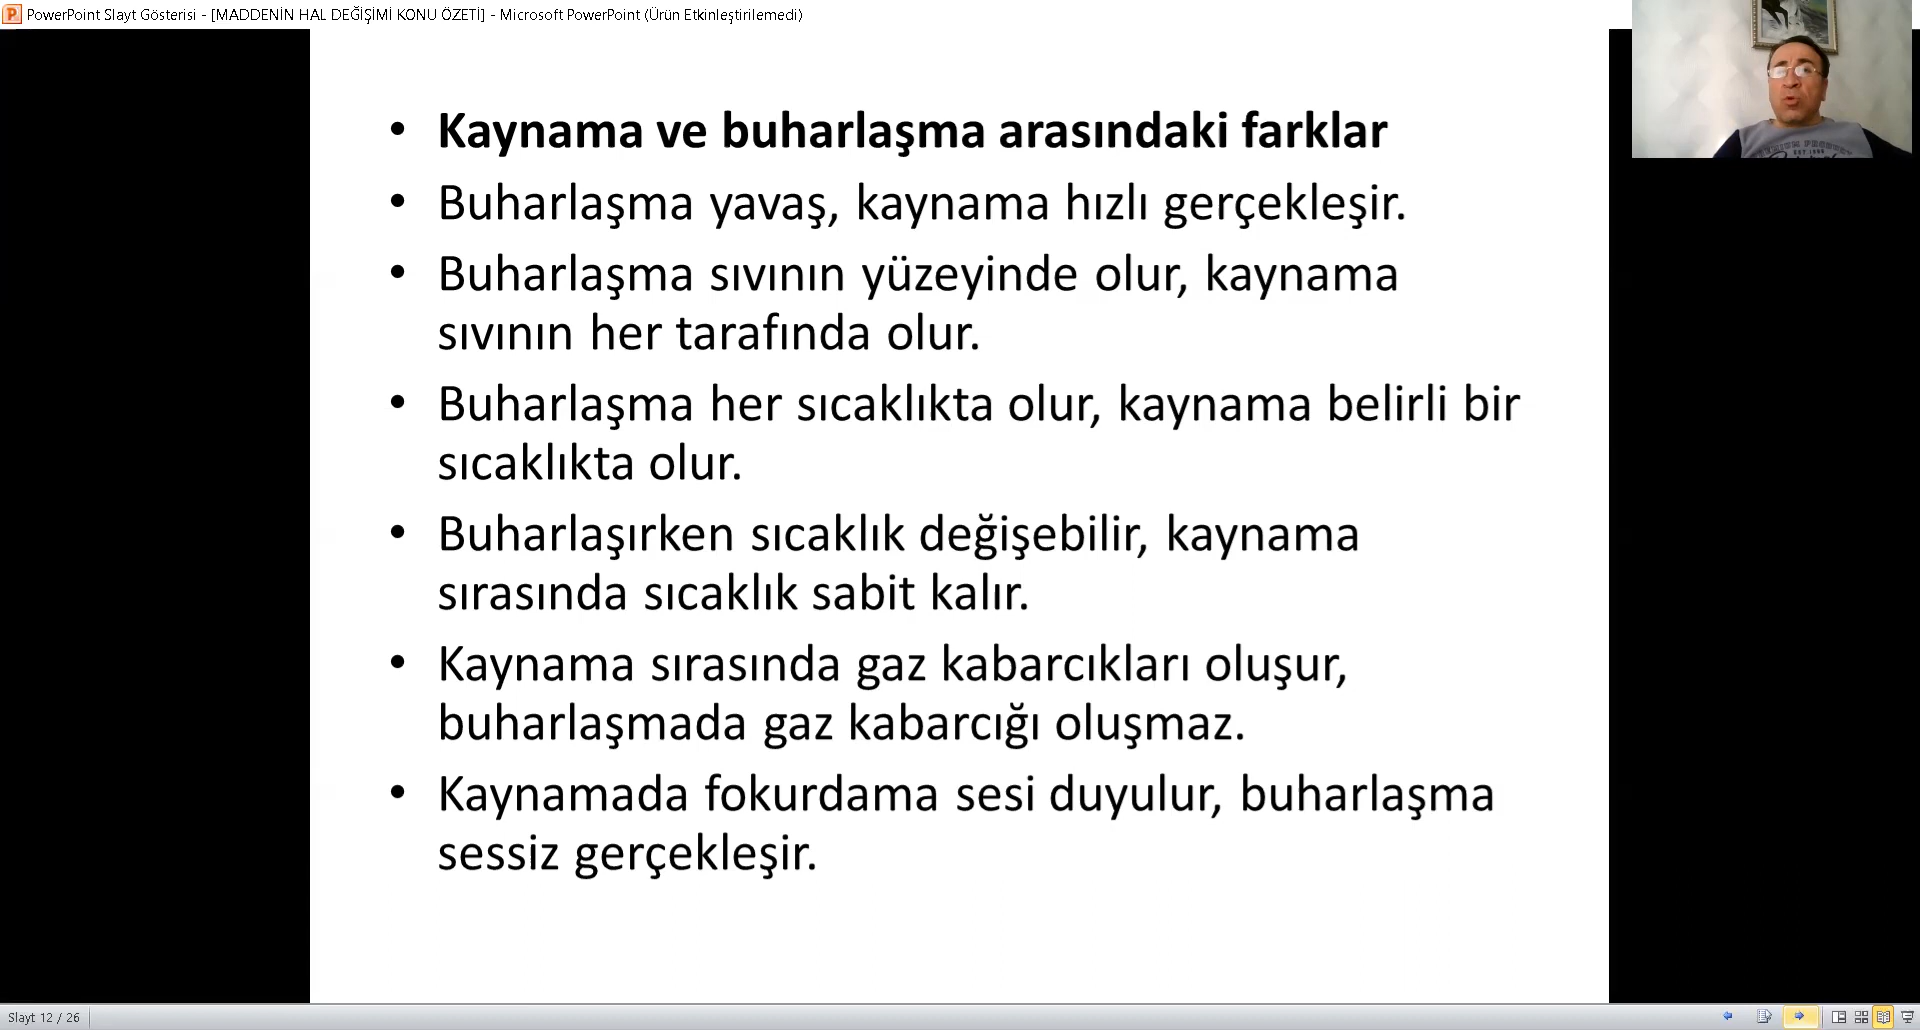 PowerPoint Slayt Gösterisi - [MADDENİN HAL DEĞİŞİMİ KONU ÖZETİ] - Microsoft PowerPoint (Ürün Etkinleştirilemedi)
• Kaynama ve buharlaşma arasındaki farklar
• Buharlaşma yavaş, kaynama hızlı gerçekleşir.
• Buharlaşma sıvının yüzeyinde olur, kaynama
sıvının her tarafında olur.
• Buharlaşma her sıcaklıkta olur, kaynama belirli bir
sıcaklıkta olur.
• Buharlaşırken sıcaklık değişebilir, kaynama
sırasında sıcaklık sabit kalır.
• Kaynama sırasında gaz kabarcıkları oluşur,
buharlaşmada gaz kabarcığı oluşmaz.
• Kaynamada fokurdama sesi duyulur, buharlaşma
sessiz gerçekleşir.
Slayt 12 / 26